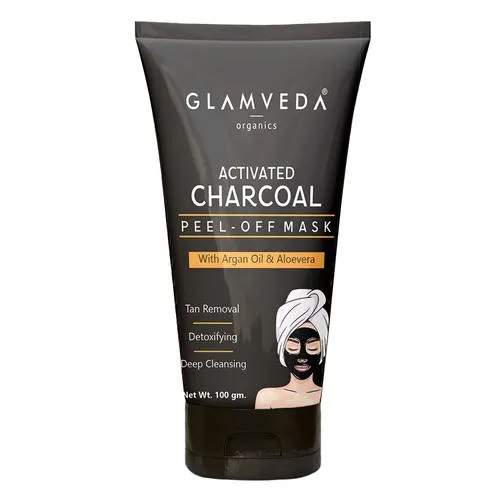 GLAMVEDA®
organics
ACTIVATED
CHARCOAL
PEEL-OFF MASK
With Argan Oil & Aloevera
Tan Removal
Detoxifying
Deep Cleansing
Net Wt. 100 gm.